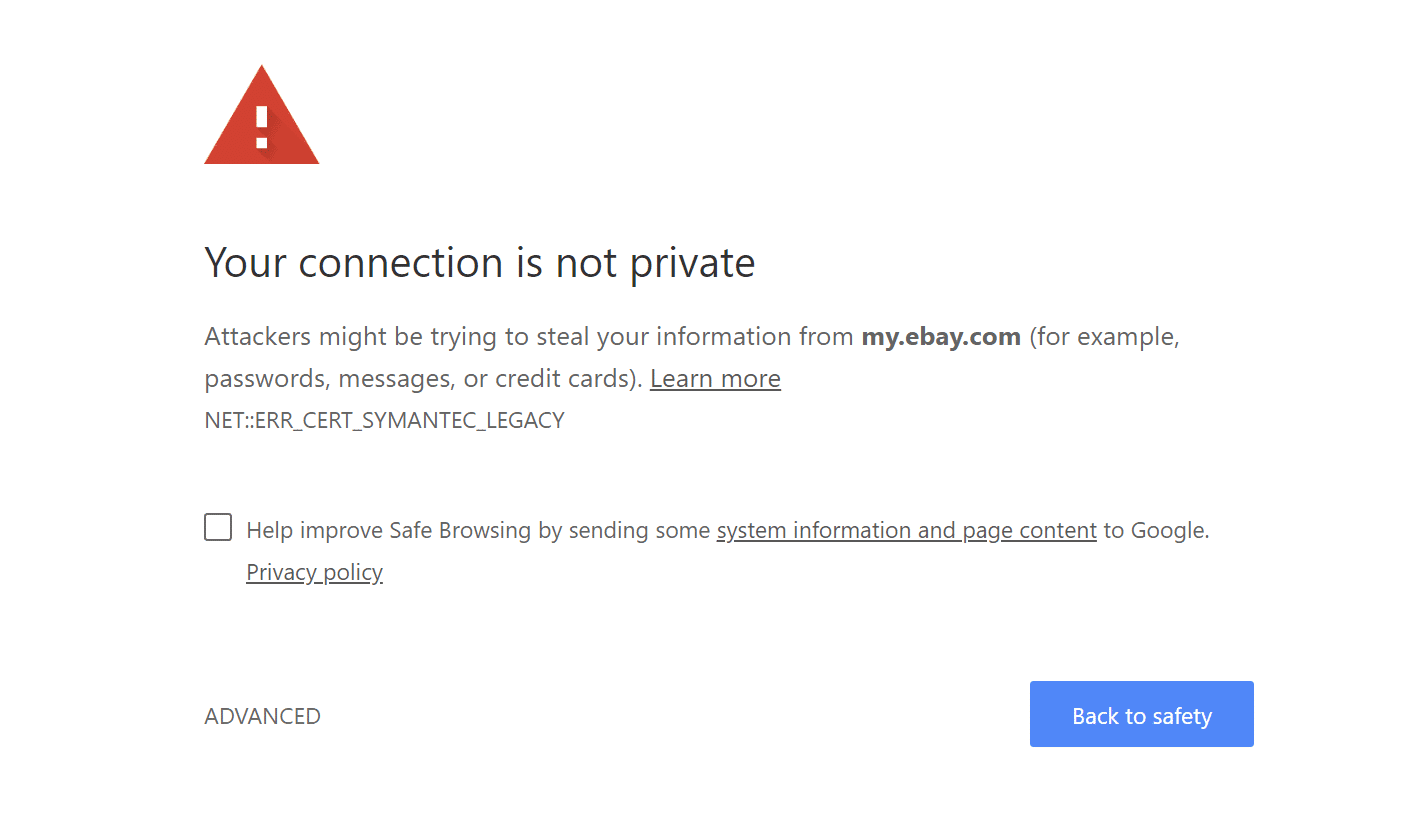 Your connection is not private
Attackers might be trying to steal your information from my.ebay.com (for example,
passwords, messages, or credit cards). Learn more
NET::ERR_CERT_SYMANTEC_LEGACY
Help improve Safe Browsing by sending some system information and page content to Google.
Privacy policy
ADVANCED
Back to safety